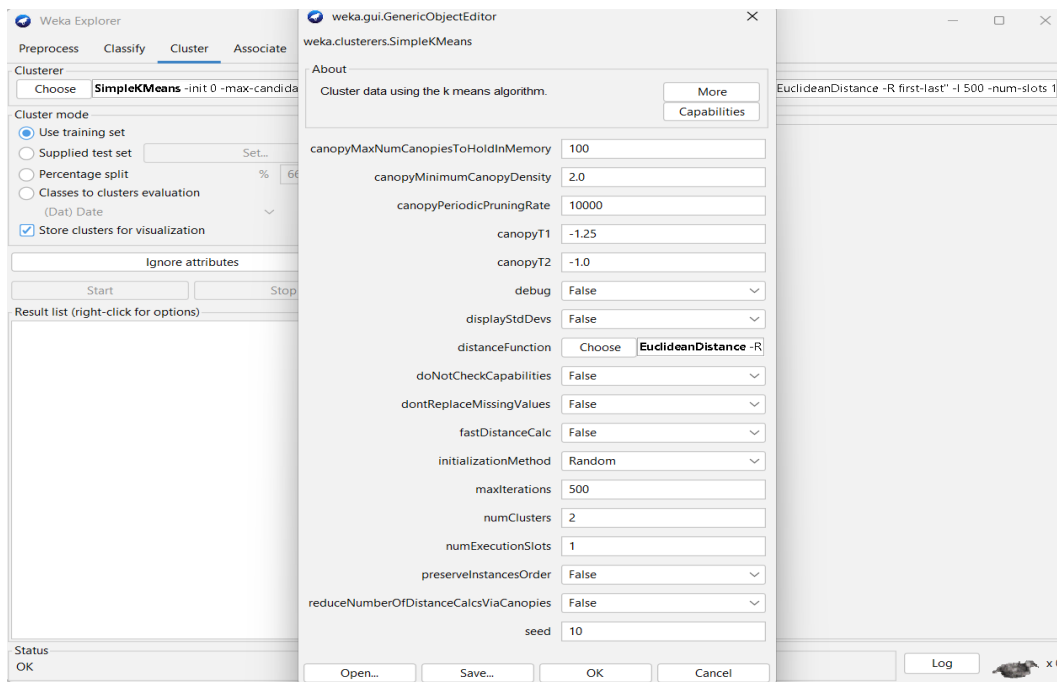 Weka Explorer
Preprocess Classify Cluster Associate
Clusterer
Choose SimpleKMeans -init 0 -max-candida
EuclideanDistance -R first-last" -I 500 -num-slots 1
Cluster mode
Use training set
Supplied test set Set...
Percentage split % 66
Classes to clusters evaluation
(Dat) Date
Store clusters for visualization
Ignore attributes
Start Stop
Result list (right-click for options)
Status
OK
Log x
weka.gui.GenericObjectEditor
weka.clusterers.SimpleKMeans
About
Cluster data using the k means algorithm.
More
Capabilities
canopyMaxNumCanopiesToHoldInMemory 100
canopyMinimumCanopyDensity 2.0
canopyPeriodicPruningRate 10000
canopyT1 -1.25
canopyT2 -1.0
debug False
displayStdDevs False
distanceFunction Choose EuclideanDistance -R
doNotCheckCapabilities False
dontReplaceMissingValues False
fastDistanceCalc False
initializationMethod Random
maxIterations 500
numClusters 2
numExecutionSlots 1
preserveInstancesOrder False
reduceNumberOfDistanceCalcsViaCanopies False
seed 10
Open... Save... OK Cancel